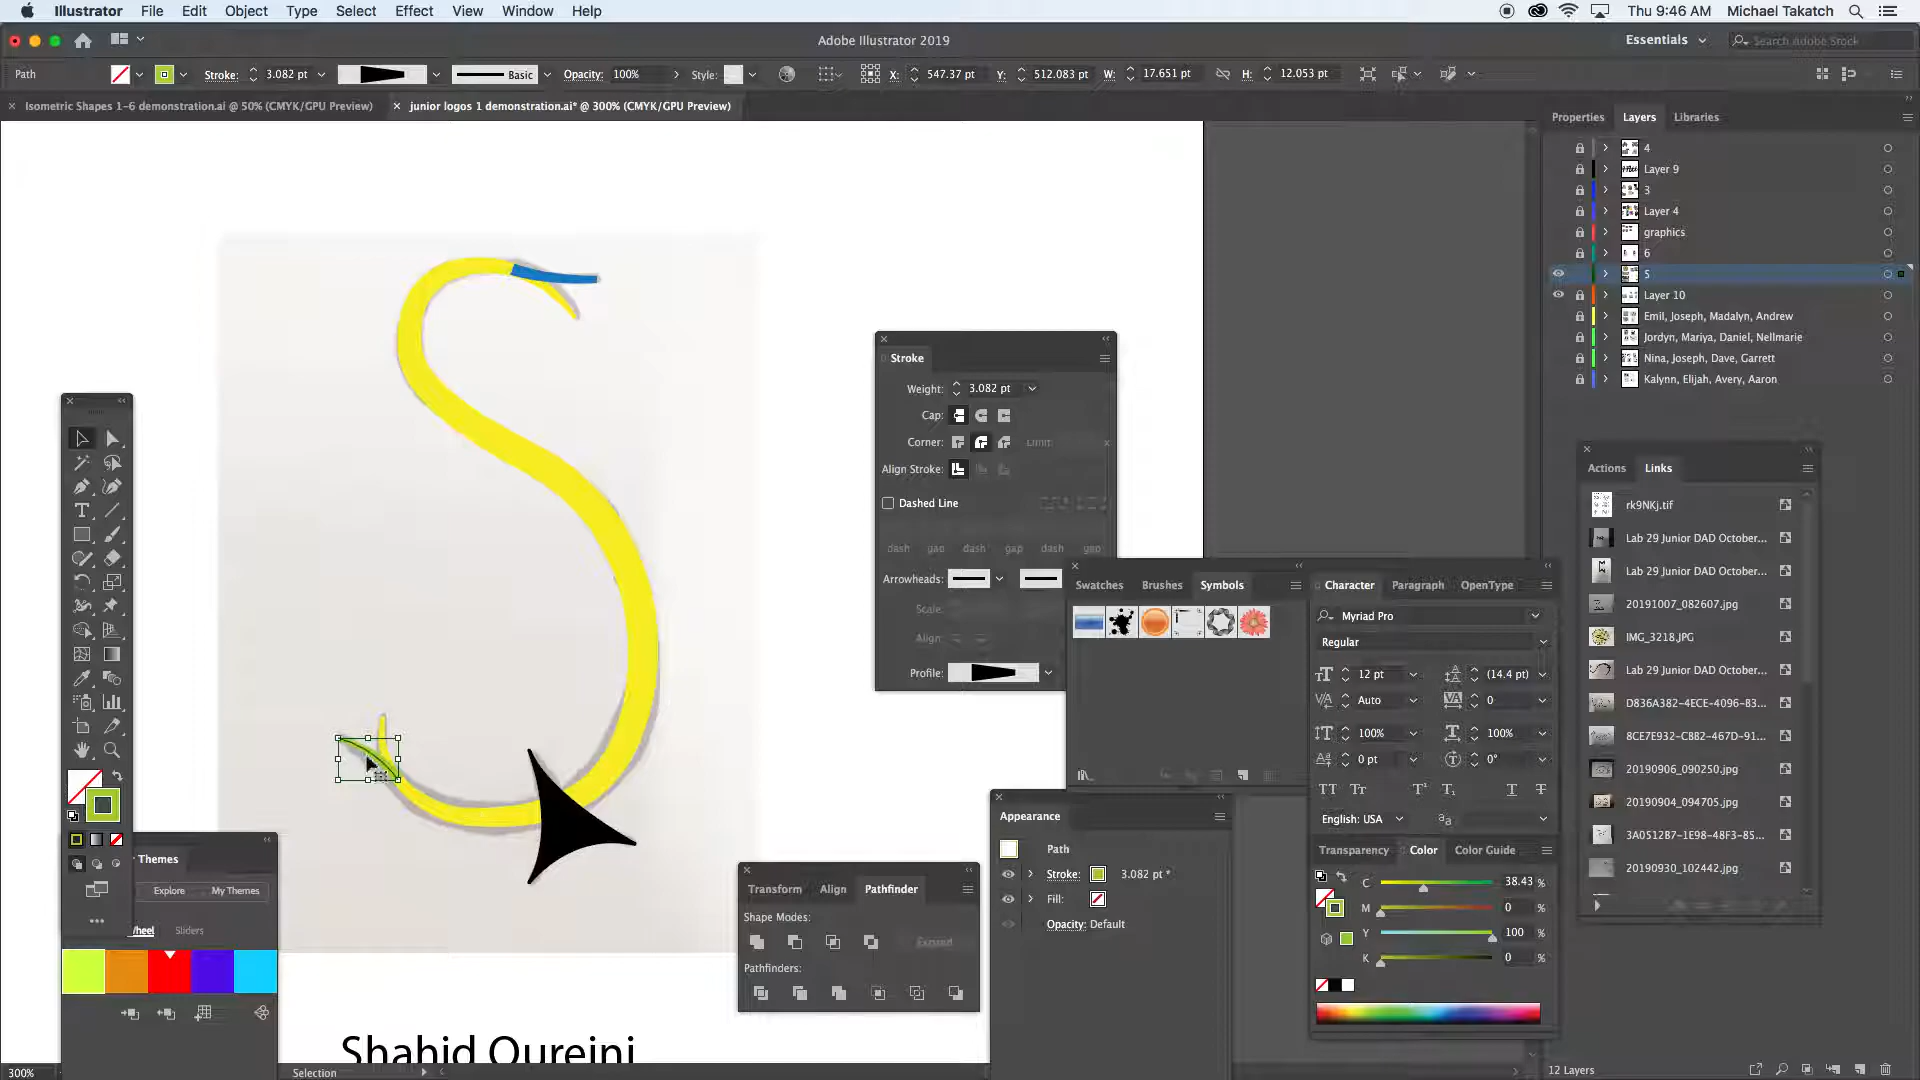 Illustrator File Edit Object Type Select Effect View Window Help Thu 9:46 AM Michael Takatch
Adobe Illustrator 2019 Essentials Search Adobe Stock
Path Stroke: 3.082 pt Basic Opacity: 100% Style: X: 547.37 pt Y: 512.083 pt W: 17.651 pt H: 12.053 pt
Isometric Shapes 1-6 demonstration.ai @ 50% (CMYK/GPU Preview) junior logos 1 demonstration.ai* @ 300% (CMYK/GPU Preview)
Properties Layers Libraries
4
Layer 9
3
Layer 4
graphics
6
5
Layer 10
Emil, Joseph, Madalyn, Andrew
Jordyn, Mariya, Daniel, Nellmarie
Nina, Joseph, Dave, Garrett
Kalynn, Elijah, Avery, Aaron
Stroke
Weight: 3.082 pt
Cap:
Corner: Limit:
Align Stroke:
Dashed Line
dash gap dash gap dash gap
Arrowheads:
Scale:
Align:
Profile:
Swatches Brushes Symbols
Character Paragraph OpenType
Myriad Pro
Regular
12 pt (14.4 pt)
Auto 0
100% 100%
0 pt 0°
English: USA
Transparency Color Color Guide
C 38.43 %
M 0 %
Y 100 %
K 0 %
Actions Links
rk9NKj.tif
Lab 29 Junior DAD October...
Lab 29 Junior DAD October...
20191007_082607.jpg
IMG_3218.JPG
Lab 29 Junior DAD October...
D836A382-4ECE-4096-B3...
8CE7E932-C882-467D-91...
20190906_090250.jpg
20190904_094705.jpg
3A0512B7-1E98-48F3-85...
20190930_102442.jpg
Appearance
Path
Stroke: 3.082 pt *
Fill:
Opacity: Default
Transform Align Pathfinder
Shape Modes:
Expand
Pathfinders:
Themes
Explore My Themes
Wheel Sliders
Shahid Qureini
300% Selection
12 Layers